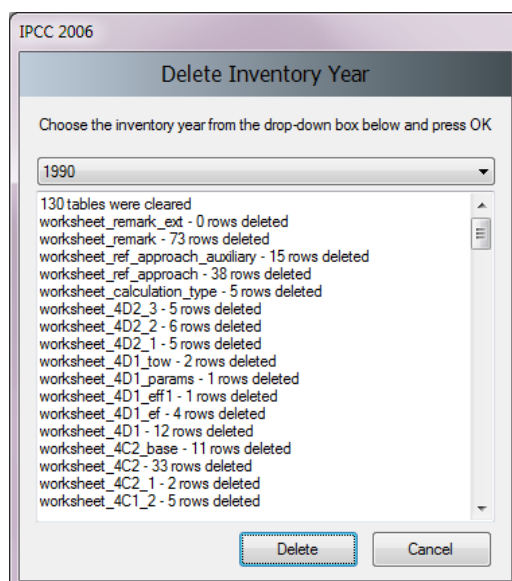 IPCC 2006
Delete Inventory Year
Choose the inventory year from the drop-down box below and press OK
1990
130 tables were cleared
worksheet_remark_ext - 0 rows deleted
worksheet_remark - 73 rows deleted
worksheet_ref_approach_auxiliary - 15 rows deleted
worksheet_ref_approach - 38 rows deleted
worksheet_calculation_type - 5 rows deleted
worksheet_4D2_3 - 5 rows deleted
worksheet_4D2_2 - 6 rows deleted
worksheet_4D2_1 - 5 rows deleted
worksheet_4D1_tow - 2 rows deleted
worksheet_4D1_params - 1 rows deleted
worksheet_4D1_eff1 - 1 rows deleted
worksheet_4D1_ef - 4 rows deleted
worksheet_4D1 - 12 rows deleted
worksheet_4C2_base - 11 rows deleted
worksheet_4C2 - 33 rows deleted
worksheet_4C2_1 - 2 rows deleted
worksheet_4C1_2 - 5 rows deleted
Delete Cancel